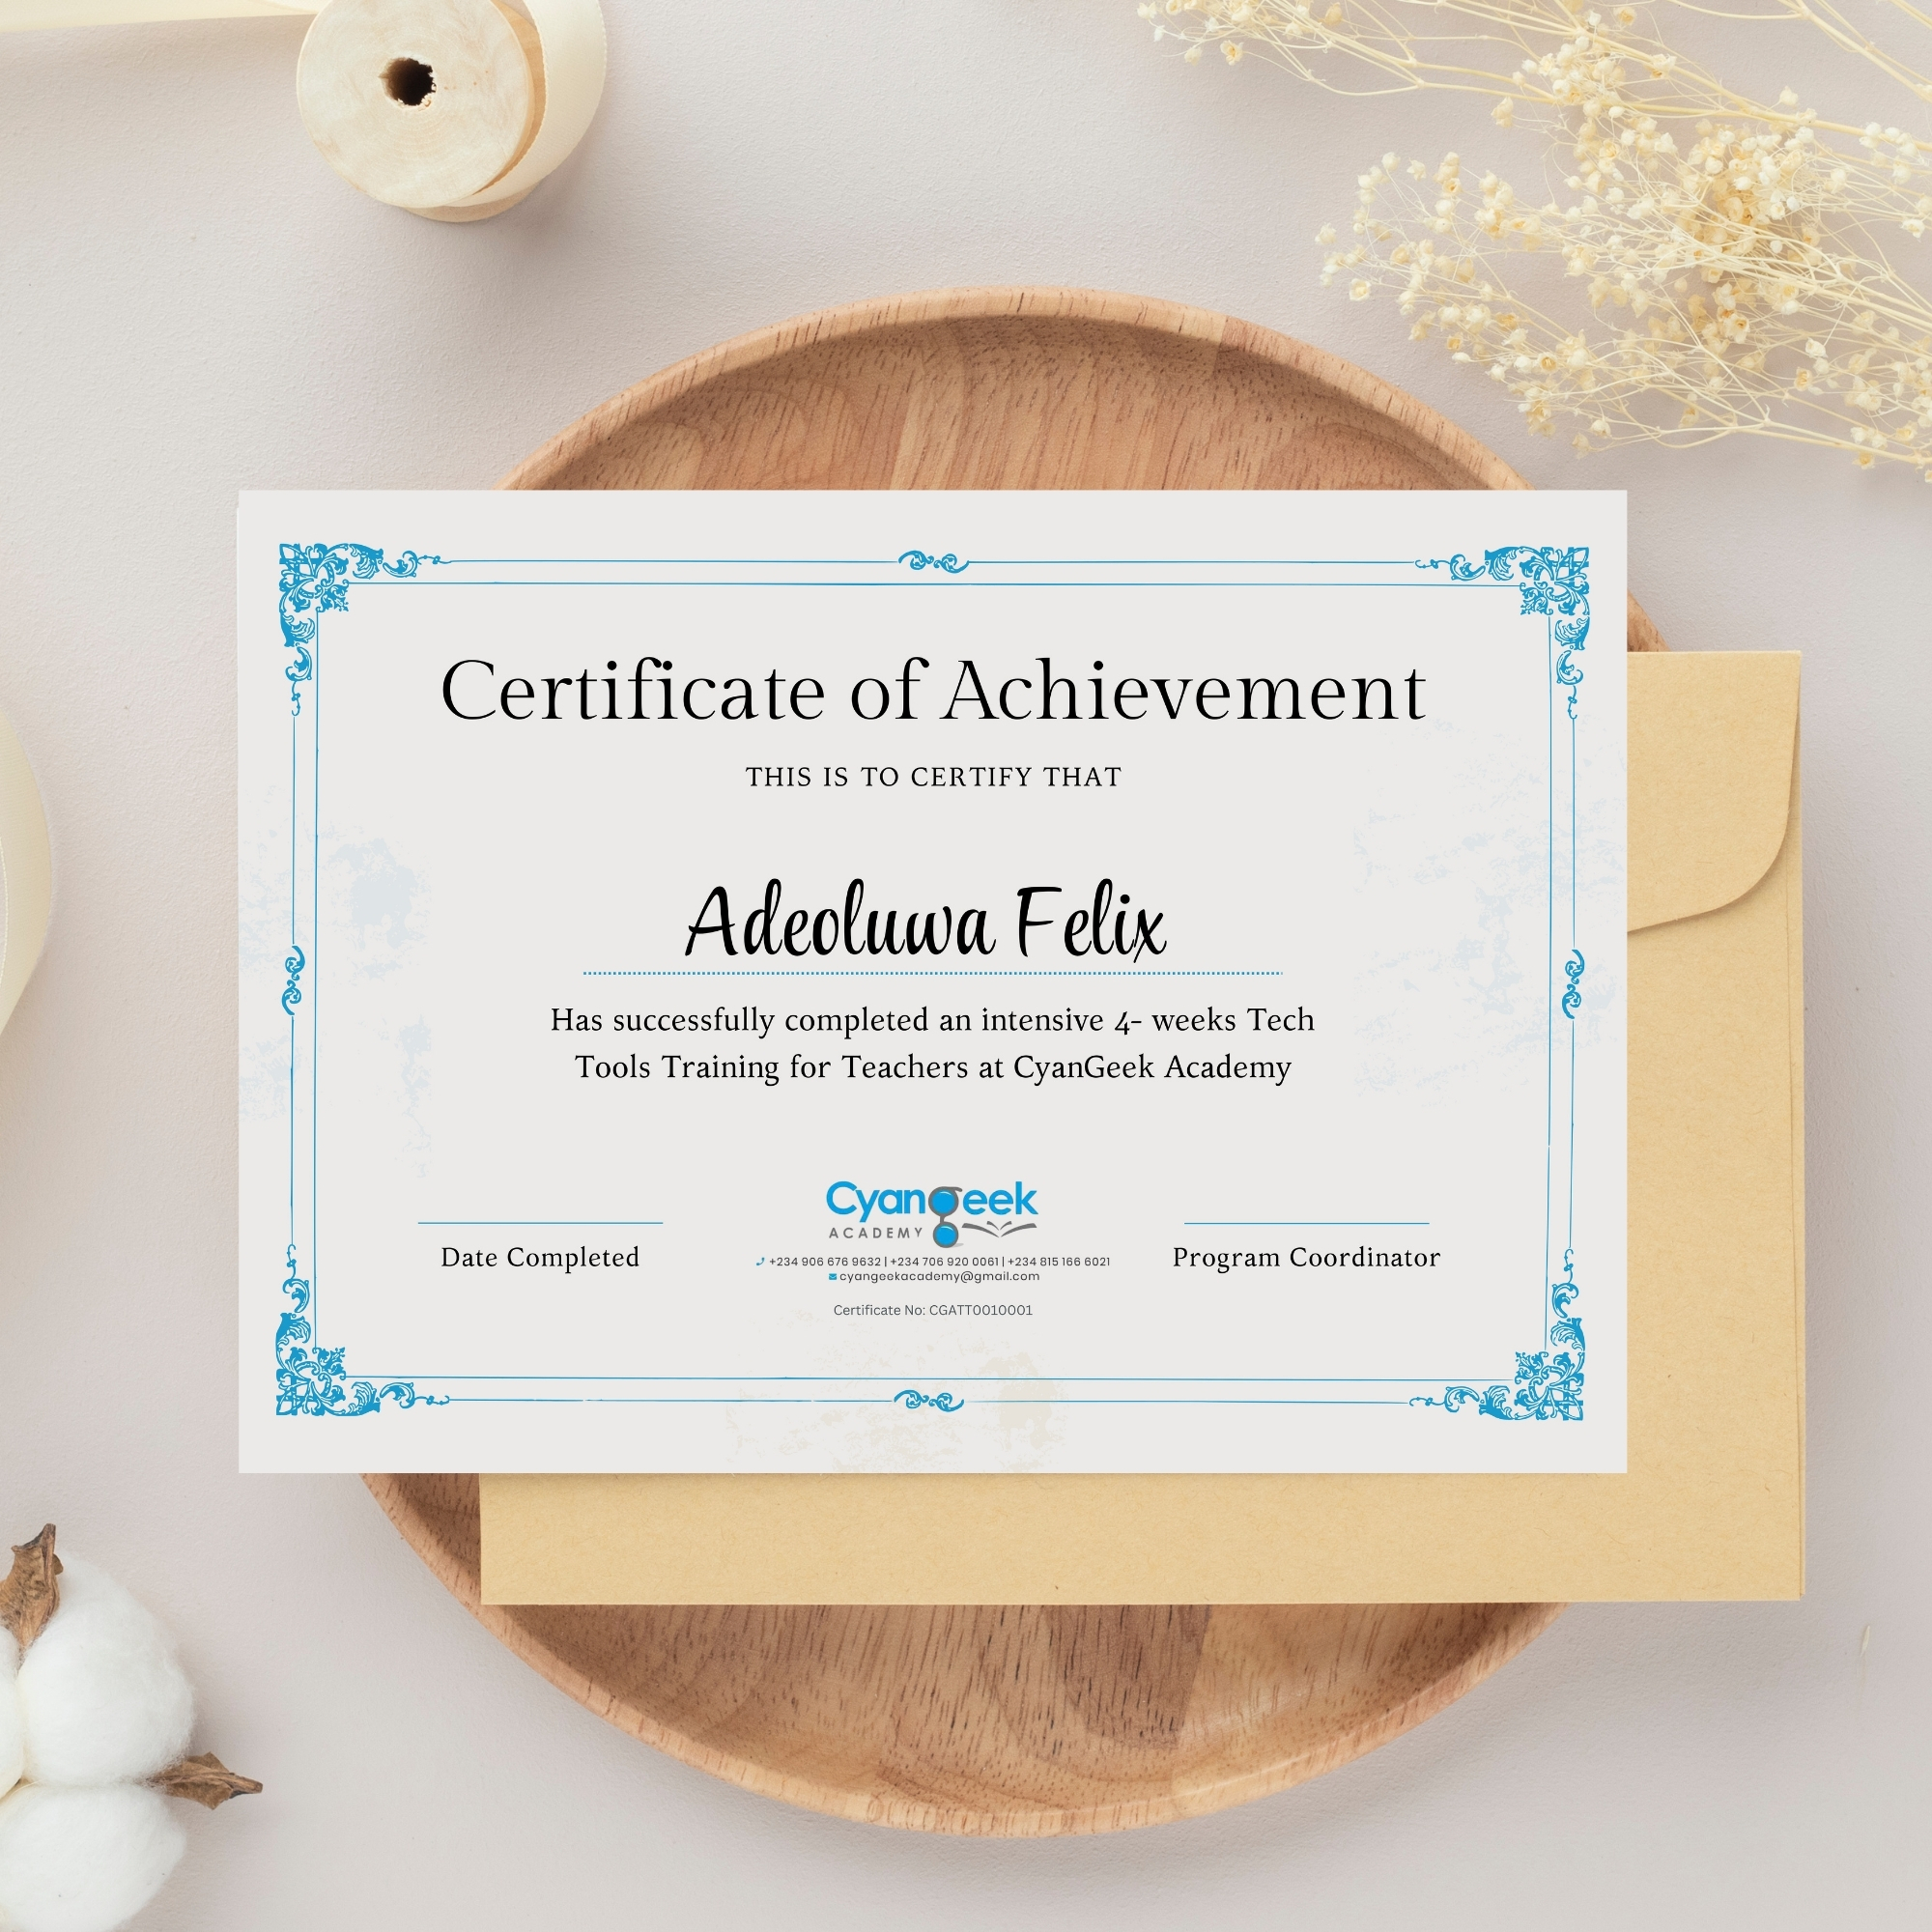 Certificate of Achievement
THIS IS TO CERTIFY THAT
Adeoluwa Felix
Has successfully completed an intensive 4- weeks Tech
Tools Training for Teachers at CyanGeek Academy
Cyangeek
ACADEMY
Date Completed
+234 906 676 9632 | +234 706 920 0061 | +234 815 166 6021
Program Coordinator
cyangeekacademy@gmail.com
Certificate No: CGATT0010001